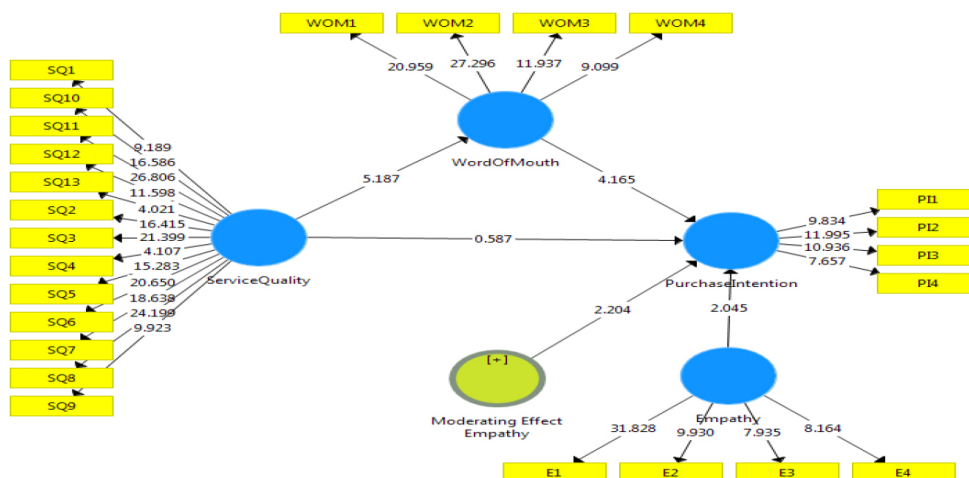 WOM1 WOM2 WOM3 WOM4
20.959 27.296 11.937 9.099
WordOfMouth
SQ1
SQ10
SQ11
SQ12
SQ13
SQ2
SQ3
SQ4
SQ5
SQ6
SQ7
SQ8
SQ9
9.189
16.586
26.806
11.598
4.021
16.415
21.399
4.107
15.283
20.650
18.638
24.199
9.923
ServiceQuality
5.187
4.165
0.587
PI1
PI2
PI3
PI4
9.834
11.995
10.936
7.657
PurchaseIntention
2.204
2.045
[+]
Moderating Effect
Empathy
Empathy
31.828 9.930 7.935 8.164
E1 E2 E3 E4